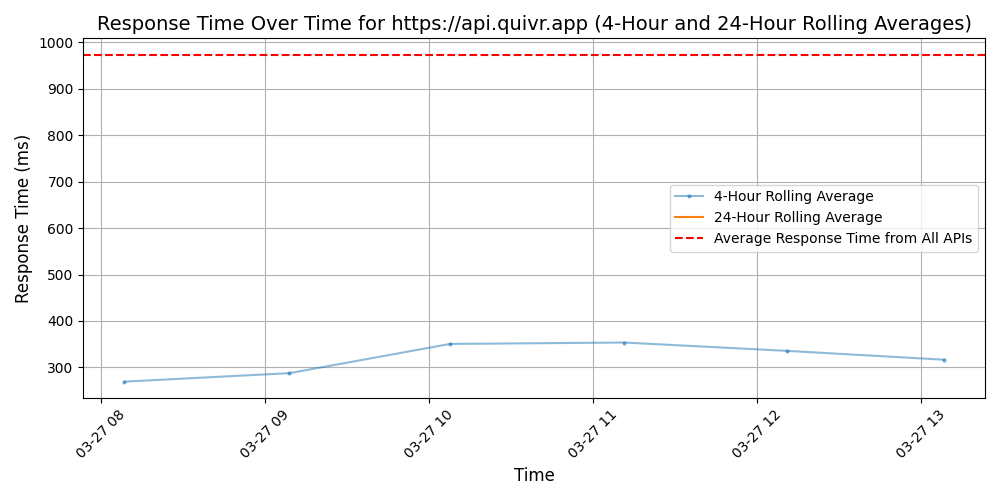 Response Time Over Time for https://api.quivr.app (4-Hour and 24-Hour Rolling Averages)
Response Time (ms)
1000
900
800
700
600
500
400
300
4-Hour Rolling Average
24-Hour Rolling Average
Average Response Time from All APIs
03-27 08
03-27 09
03-27 10
03-27 11
03-27 12
03-27 13
Time